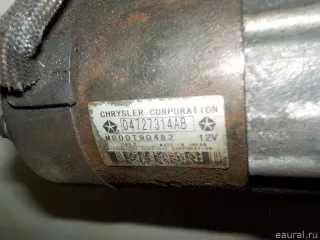 CHRYSLER CORPORATION
04727314AB
M000T90482 12V
MADE IN JAPAN
eaural.ru